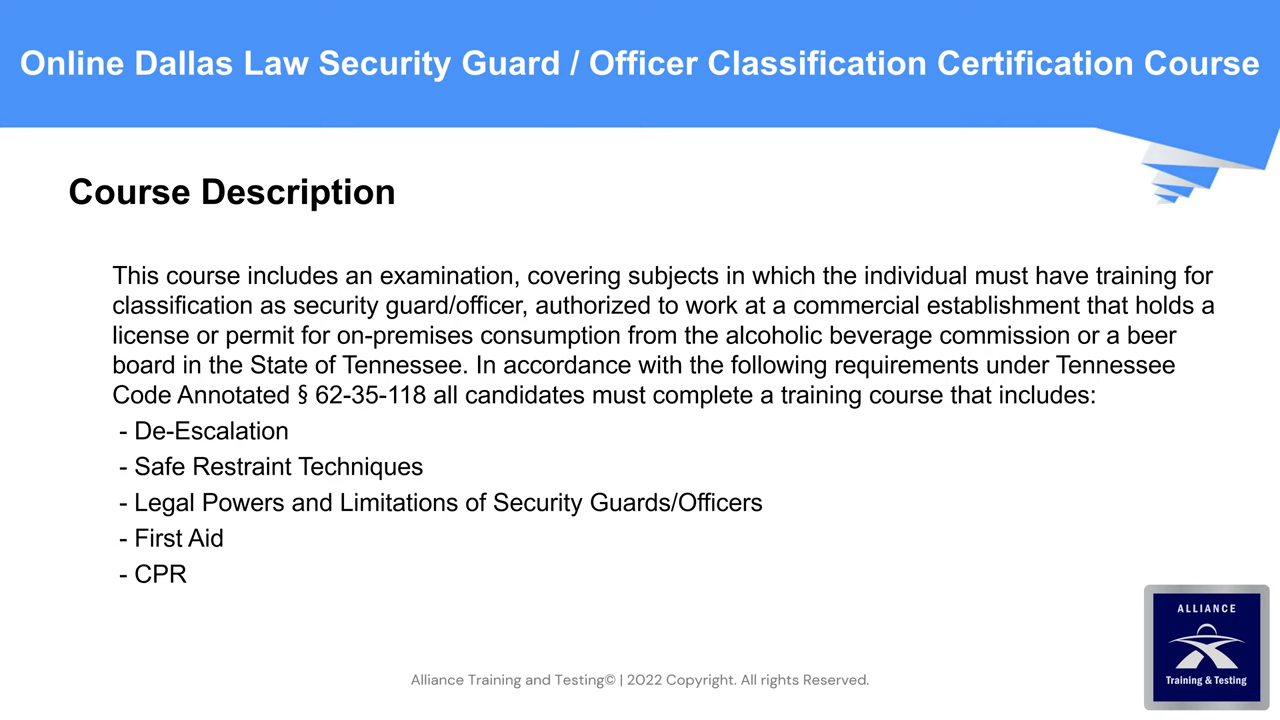 Online Dallas Law Security Guard / Officer Classification Certification Course
Course Description
This course includes an examination, covering subjects in which the individual must have training for
classification as security guard/officer, authorized to work at a commercial establishment that holds a
license or permit for on-premises consumption from the alcoholic beverage commission or a beer
board in the State of Tennessee. In accordance with the following requirements under Tennessee
Code Annotated § 62-35-118 all candidates must complete a training course that includes:
- De-Escalation
- Safe Restraint Techniques
- Legal Powers and Limitations of Security Guards/Officers
- First Aid
- CPR
ALLIANCE
Training & Testing
Alliance Training and Testing© | 2022 Copyright. All rights Reserved.